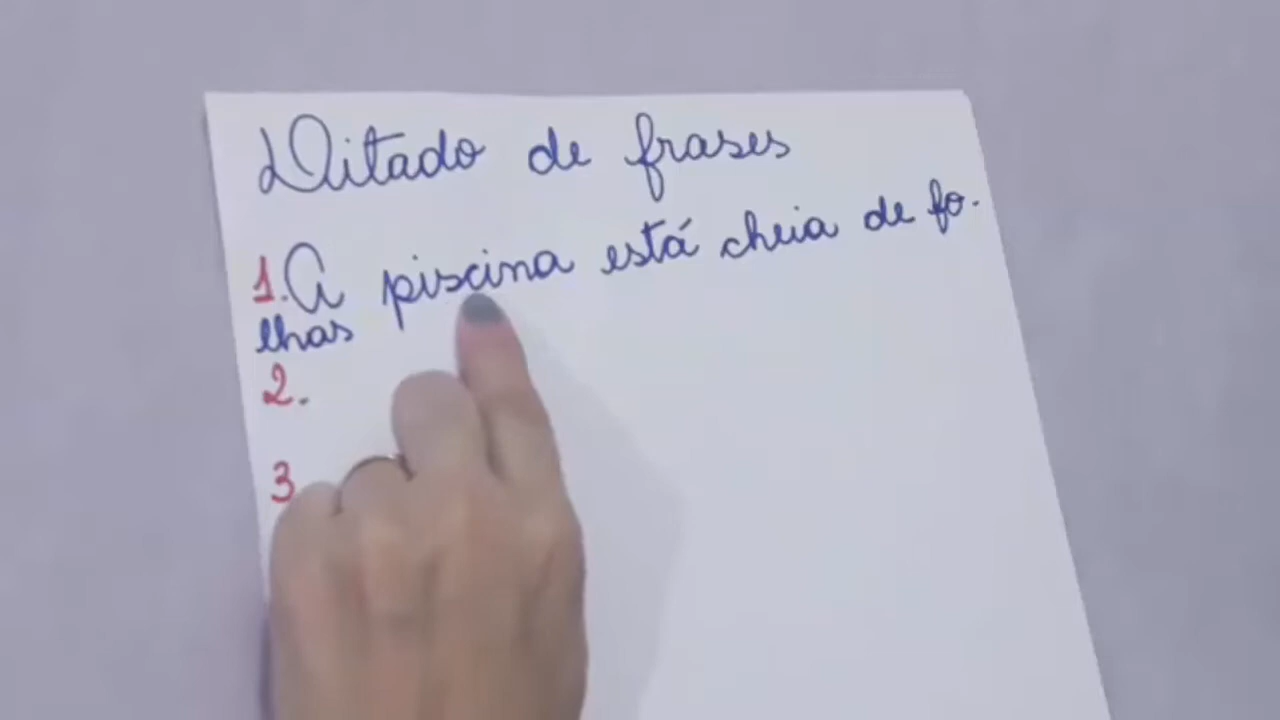 Ditado de frases
1. A piscina está cheia de fo-
lhas
2.
3